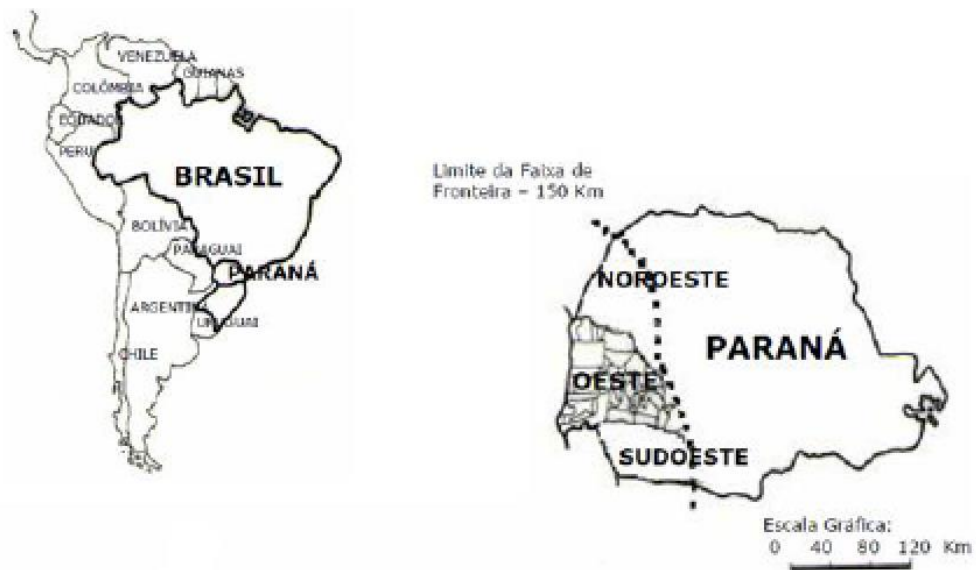 VENEZUELA
GUIANAS
COLÔMBIA
EQUADOR
PERU
BRASIL
BOLÍVIA
PARAGUAI
PARANÁ
ARGENTINA
URUGUAI
CHILE
Limite da Faixa de
Fronteira = 150 Km
NOROESTE
PARANÁ
OESTE
SUDOESTE
Escala Gráfica:
0 40 80 120 Km